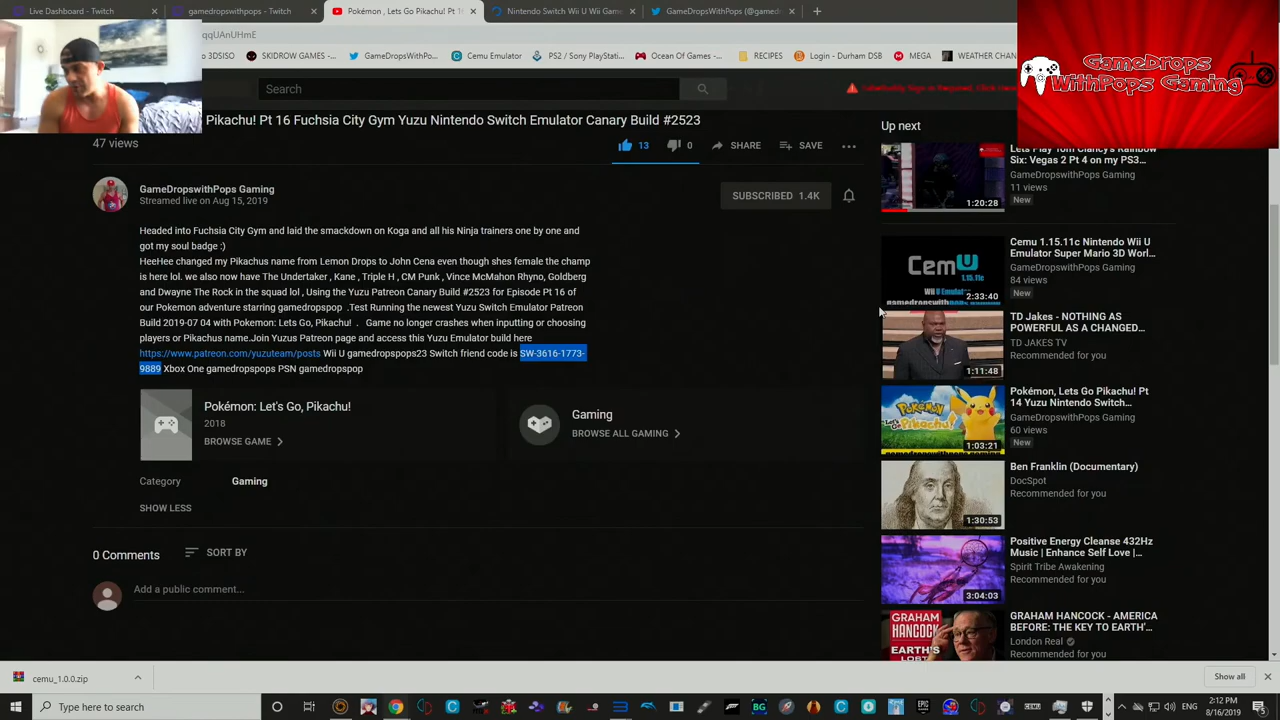 Live Dashboard - Twitch
gamedropswithpops - Twitch
Pokémon , Lets Go Pikachu! Pt 1
Nintendo Switch Wii U Wii Game
GameDropsWithPOPS (@gamedr
qqUAnUHmE
o 3DSISO
SKIDROW GAMES -
GameDropsWithPo...
Cemu Emulator
PS2 / Sony PlayStati...
Ocean Of Games -...
RECIPES
Login - Durham DSB
MEGA
WEATHER CHAN
Search
GameDrops
WithPops Gaming
Pikachu! Pt 16 Fuchsia City Gym Yuzu Nintendo Switch Emulator Canary Build #2523
47 views
13
0
SHARE
SAVE
GameDropswithPops Gaming
Streamed live on Aug 15, 2019
SUBSCRIBED 1.4K
Headed into Fuchsia City Gym and laid the smackdown on Koga and all his Ninja trainers one by one and
got my soul badge :)
HeeHee changed my Pikachus name from Lemon Drops to John Cena even though shes female the champ
is here lol. we also now have The Undertaker , Kane , Triple H , CM Punk , Vince McMahon Rhyno, Goldberg
and Dwayne The Rock in the squad lol , Using the Yuzu Patreon Canary Build #2523 for Episode Pt 16 of
our Pokemon adventure starring gamedropswithpop .Test Running the newest Yuzu Switch Emulator Patreon
Build 2019-07 04 with Pokemon: Lets Go, Pikachu! . Game no longer crashes when inputting or choosing
players or Pikachus name.Join Yuzus Patreon page and access this Yuzu Emulator build here
https://www.patreon.com/yuzuteam/posts Wii U gamedropspops23 Switch friend code is SW-3616-1773-
9889 Xbox One gamedropspops PSN gamedropspop
Pokémon: Let's Go, Pikachu!
2018
BROWSE GAME
Gaming
BROWSE ALL GAMING
Category
Gaming
SHOW LESS
0 Comments
SORT BY
Add a public comment...
Up next
Lets Play Tom Clancy's Rainbow
Six: Vegas 2 Pt 4 on my PS3...
GameDropswithPops Gaming
11 views
New
1:20:28
Cemu 1.15.11c Nintendo Wii U
Emulator Super Mario 3D Worl...
GameDropswithPops Gaming
84 views
New
CemU
1.15.11c
Wii U Emulat
gamedropswith
2:33:40
TD Jakes - NOTHING AS
POWERFUL AS A CHANGED...
TD JAKES TV
Recommended for you
1:11:48
Pokémon, Lets Go Pikachu! Pt
14 Yuzu Nintendo Switch...
GameDropswithPops Gaming
60 views
New
1:03:21
Ben Franklin (Documentary)
DocSpot
Recommended for you
1:30:53
Positive Energy Cleanse 432Hz
Music | Enhance Self Love |...
Spirit Tribe Awakening
Recommended for you
3:04:03
GRAHAM HANCOCK - AMERICA
BEFORE: THE KEY TO EARTH'...
London Real
Recommended for you
GRAHAM
HANCOCK
EARTH'S
cemu_1.0.0.zip
Show all
Type here to search
ENG
2:12 PM
8/16/2019